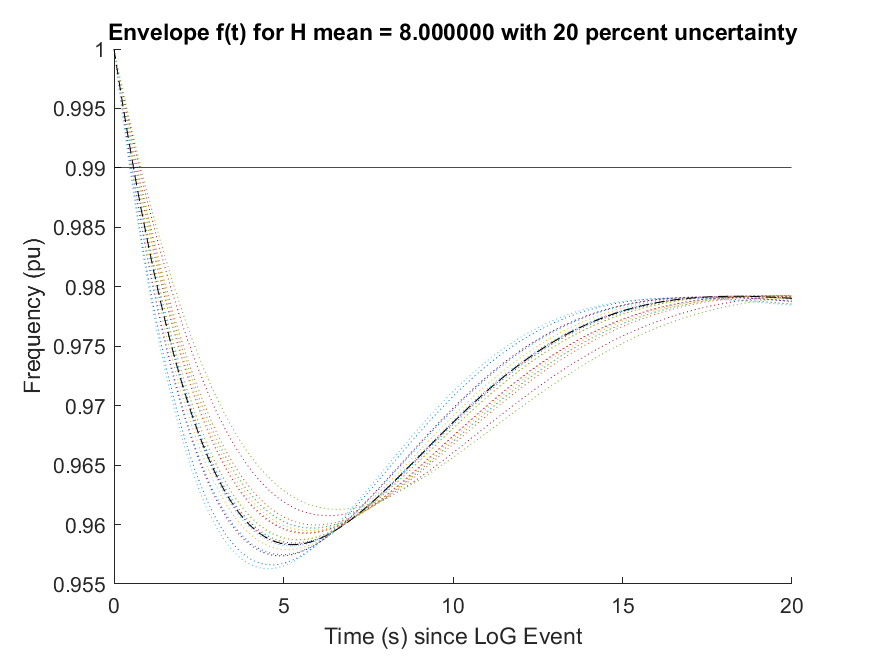 Envelope f(t) for H mean = 8.000000 with 20 percent uncertainty
1
0.995
0.99
0.985
0.98
0.975
0.97
0.965
0.96
0.955
Frequency (pu)
0 5 10 15 20
Time (s) since LoG Event